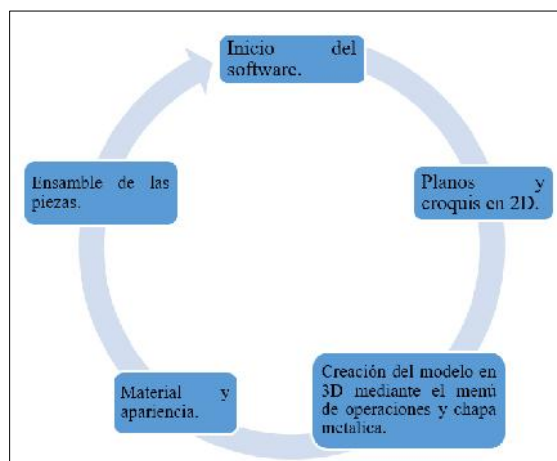 Inicio del
software.
Planos y
croquis en 2D.
Creación del modelo en
3D mediante el menú
de operaciones y chapa
metalica.
Material y
apariencia.
Ensamble de las
piezas.